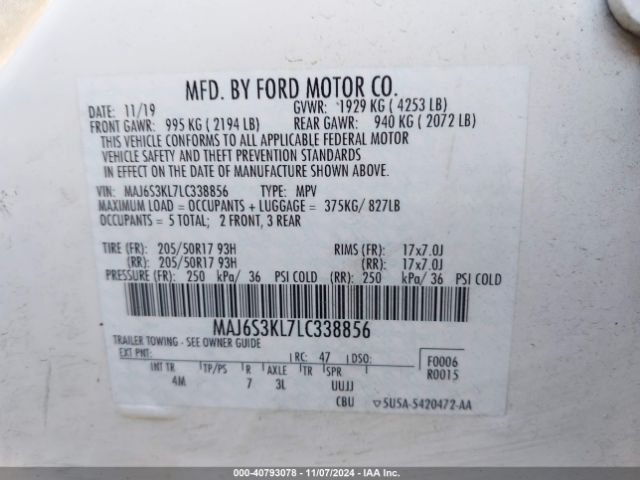 MFD. BY FORD MOTOR CO.
DATE: 11/19 GVWR: 1929 KG ( 4253 LB)
FRONT GAWR: 995 KG ( 2194 LB) REAR GAWR: 940 KG ( 2072 LB)
THIS VEHICLE CONFORMS TO ALL APPLICABLE FEDERAL MOTOR
VEHICLE SAFETY AND THEFT PREVENTION STANDARDS
IN EFFECT ON THE DATE OF MANUFACTURE SHOWN ABOVE.
VIN: MAJ6S3KL7LC338856 TYPE: MPV
MAXIMUM LOAD = OCCUPANTS + LUGGAGE = 375KG/ 827LB
OCCUPANTS = 5 TOTAL; 2 FRONT, 3 REAR
TIRE (FR): 205/50R17 93H RIMS (FR): 17x7.0J
(RR): 205/50R17 93H (RR): 17x7.0J
PRESSURE (FR): 250 kPa/ 36 PSI COLD (RR): 250 kPa/ 36 PSI COLD
MAJ6S3KL7LC338856
TRAILER TOWING - SEE OWNER GUIDE
EXT PNT: RC: 47 DSO: F0006
INT TR TP/PS R AXLE TR SPR R0015
4M 7 3L UUJJ
CBU 5U5A-5420472-AA
000-40793078 - 11/07/2024 - IAA Inc.